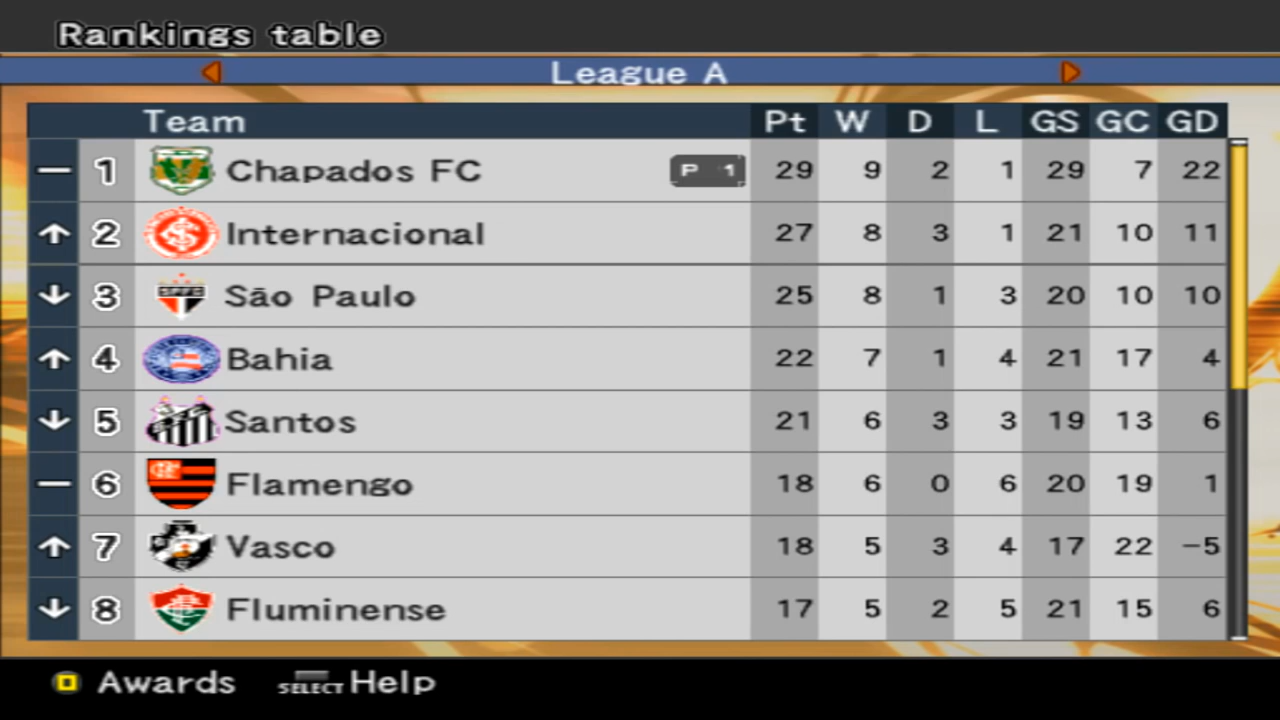 Rankings table
League A
Team Pt W D L GS GC GD
1 Chapados FC P 1 29 9 2 1 29 7 22
2 Internacional 27 8 3 1 21 10 11
3 São Paulo 25 8 1 3 20 10 10
4 Bahia 22 7 1 4 21 17 4
5 Santos 21 6 3 3 19 13 6
6 Flamengo 18 6 0 6 20 19 1
7 Vasco 18 5 3 4 17 22 -5
8 Fluminense 17 5 2 5 21 15 6
Awards SELECT Help